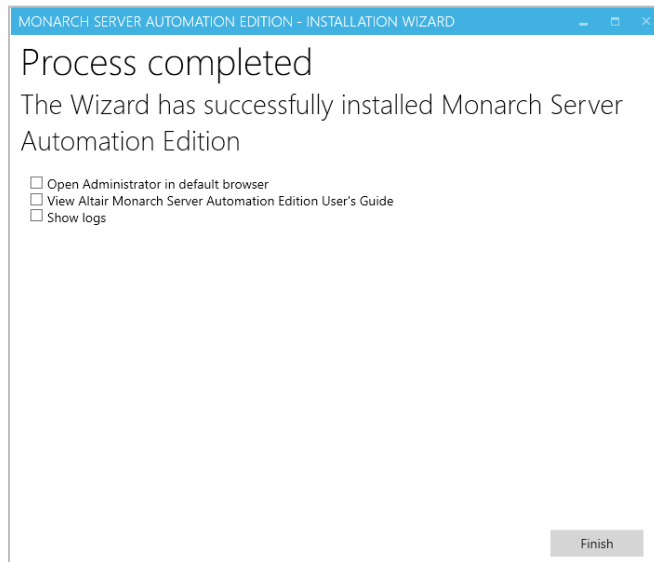 MONARCH SERVER AUTOMATION EDITION - INSTALLATION WIZARD
Process completed
The Wizard has successfully installed Monarch Server
Automation Edition
Open Administrator in default browser
View Altair Monarch Server Automation Edition User's Guide
Show logs
Finish